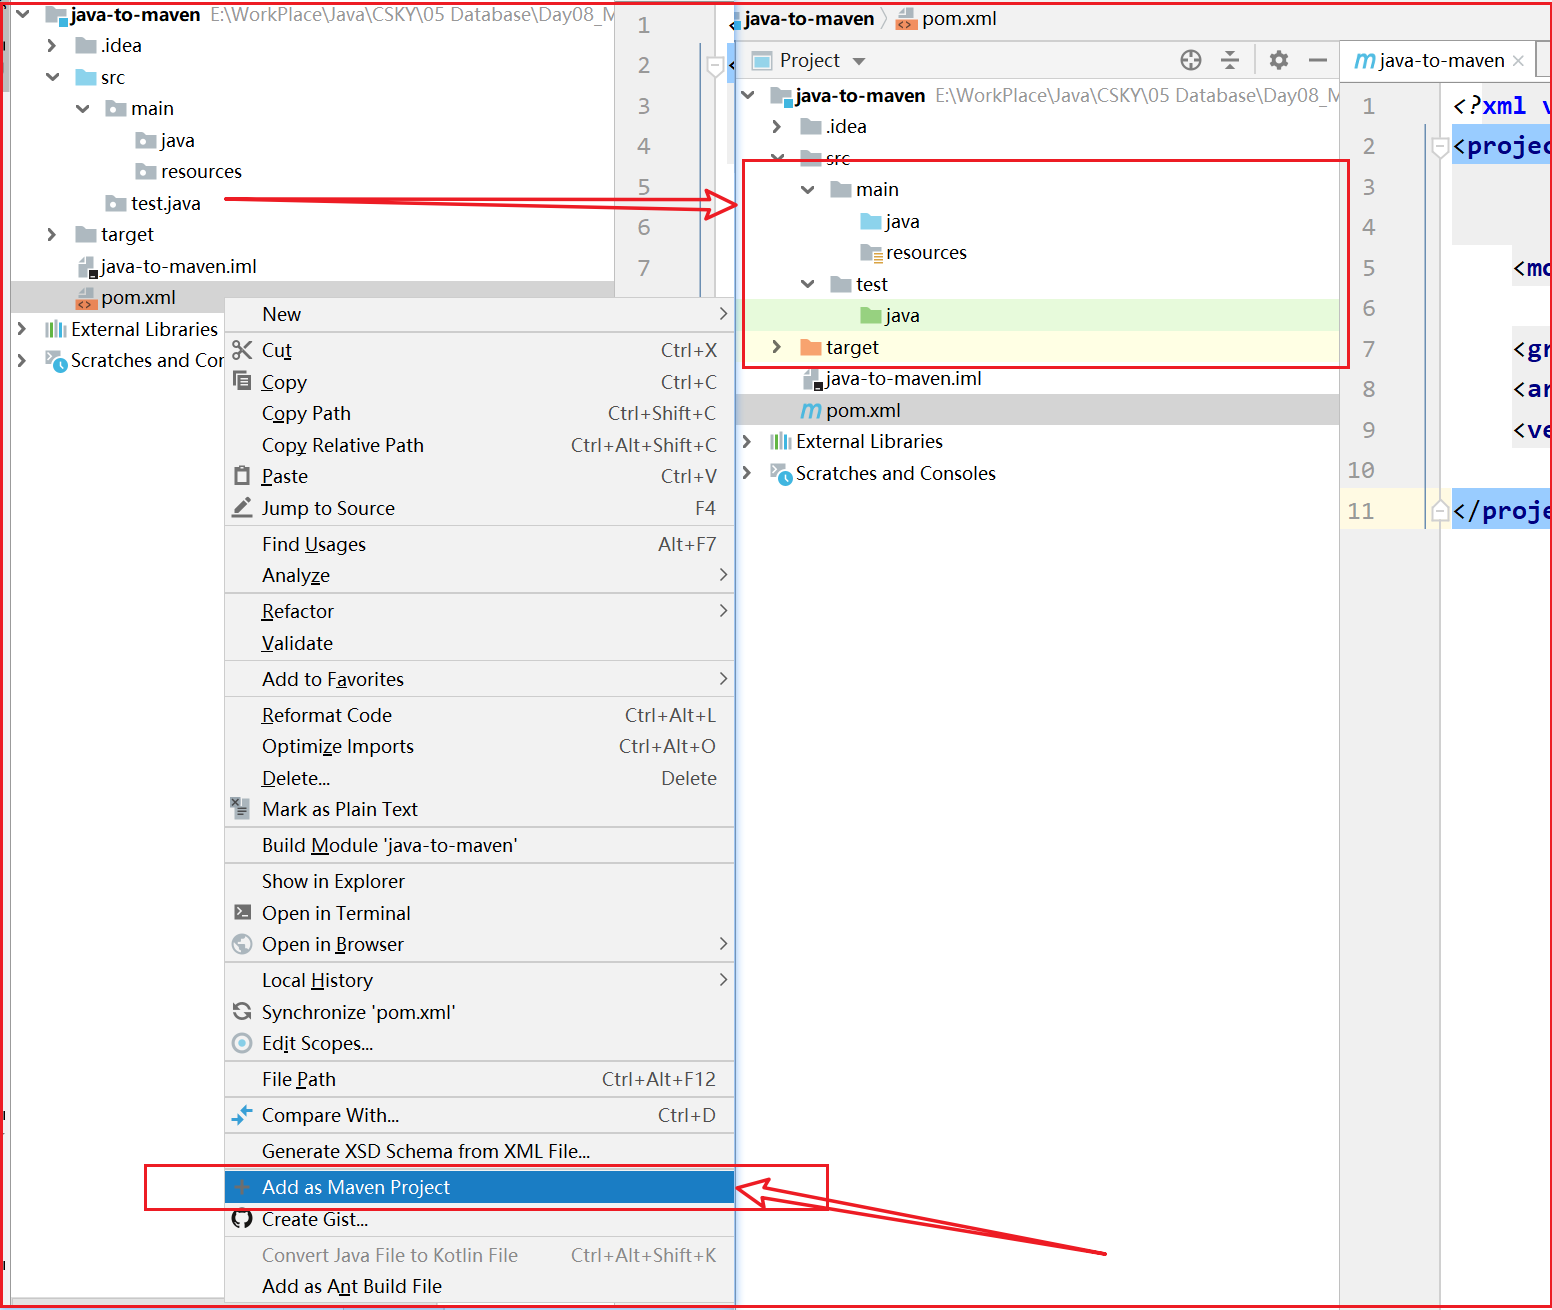 java-to-maven E:\WorkPlace\Java\CSKY\05 Database\Day08_M
.idea
src
main
java
resources
test.java
target
java-to-maven.iml
pom.xml
External Libraries
Scratches and Cor
1
2
3
4
5
6
7
New
Cut Ctrl+X
Copy Ctrl+C
Copy Path Ctrl+Shift+C
Copy Relative Path Ctrl+Alt+Shift+C
Paste Ctrl+V
Jump to Source F4
Find Usages Alt+F7
Analyze
Refactor
Validate
Add to Favorites
Reformat Code Ctrl+Alt+L
Optimize Imports Ctrl+Alt+O
Delete... Delete
Mark as Plain Text
Build Module 'java-to-maven'
Show in Explorer
Open in Terminal
Open in Browser
Local History
Synchronize 'pom.xml'
Edit Scopes...
File Path Ctrl+Alt+F12
Compare With... Ctrl+D
Generate XSD Schema from XML File...
Add as Maven Project
Create Gist...
Convert Java File to Kotlin File Ctrl+Alt+Shift+K
Add as Ant Build File
java-to-maven pom.xml
Project
java-to-maven E:\WorkPlace\Java\CSKY\05 Database\Day08_M
.idea
src
main
java
resources
test
java
target
java-to-maven.iml
pom.xml
External Libraries
Scratches and Consoles
java-to-maven
1 <?xml v
2 <projec
3
4
5 <mo
6
7 <gr
8 <ar
9 <ve
10
11 </proje